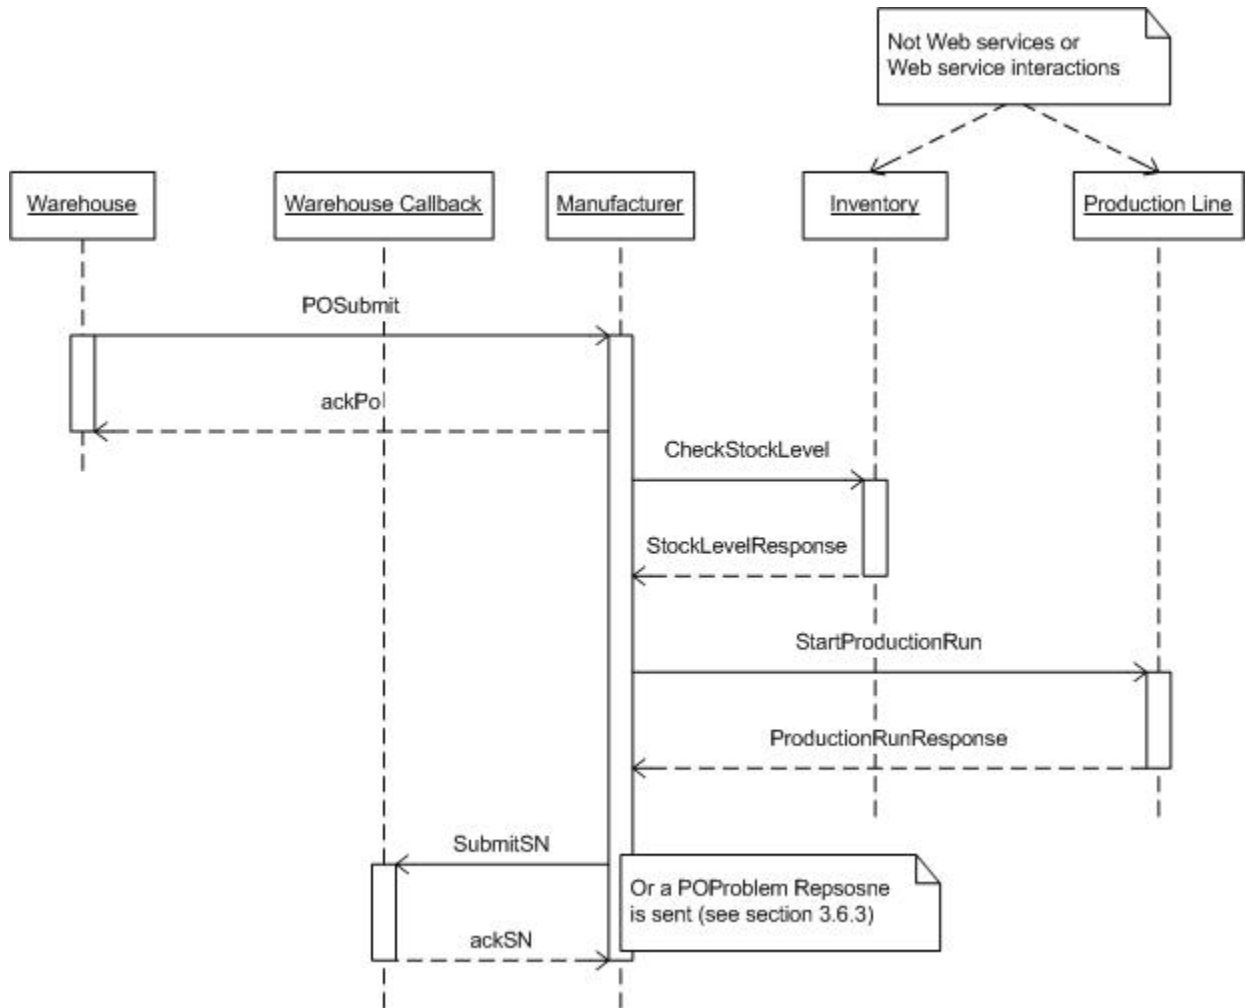 Not Web services or
Web service interactions
Warehouse
Warehouse Callback
Manufacturer
Inventory
Production Line
POSubmit
ackPo
CheckStockLevel
StockLevelResponse
StartProductionRun
ProductionRunResponse
SubmitSN
Or a POProblem Repsosne
is sent (see section 3.6.3)
ackSN